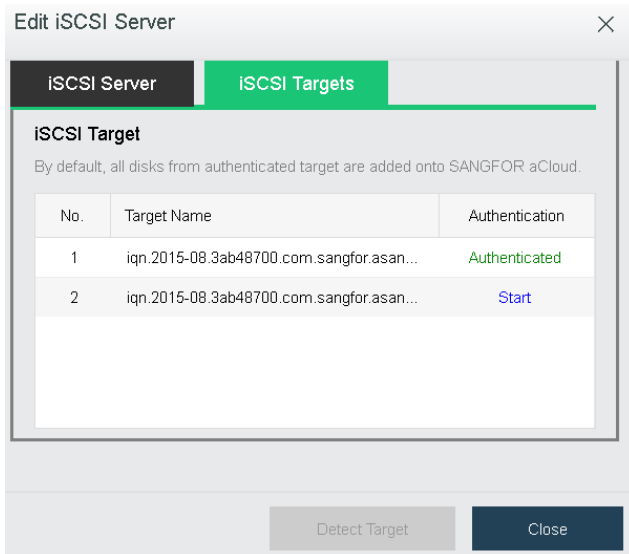 Edit iSCSI Server
iSCSI Server iSCSI Targets
iSCSI Target
By default, all disks from authenticated target are added onto SANGFOR aCloud.
No. Target Name Authentication
1 iqn.2015-08.3ab48700.com.sangfor.asan... Authenticated
2 iqn.2015-08.3ab48700.com.sangfor.asan... Start
Detect Target Close